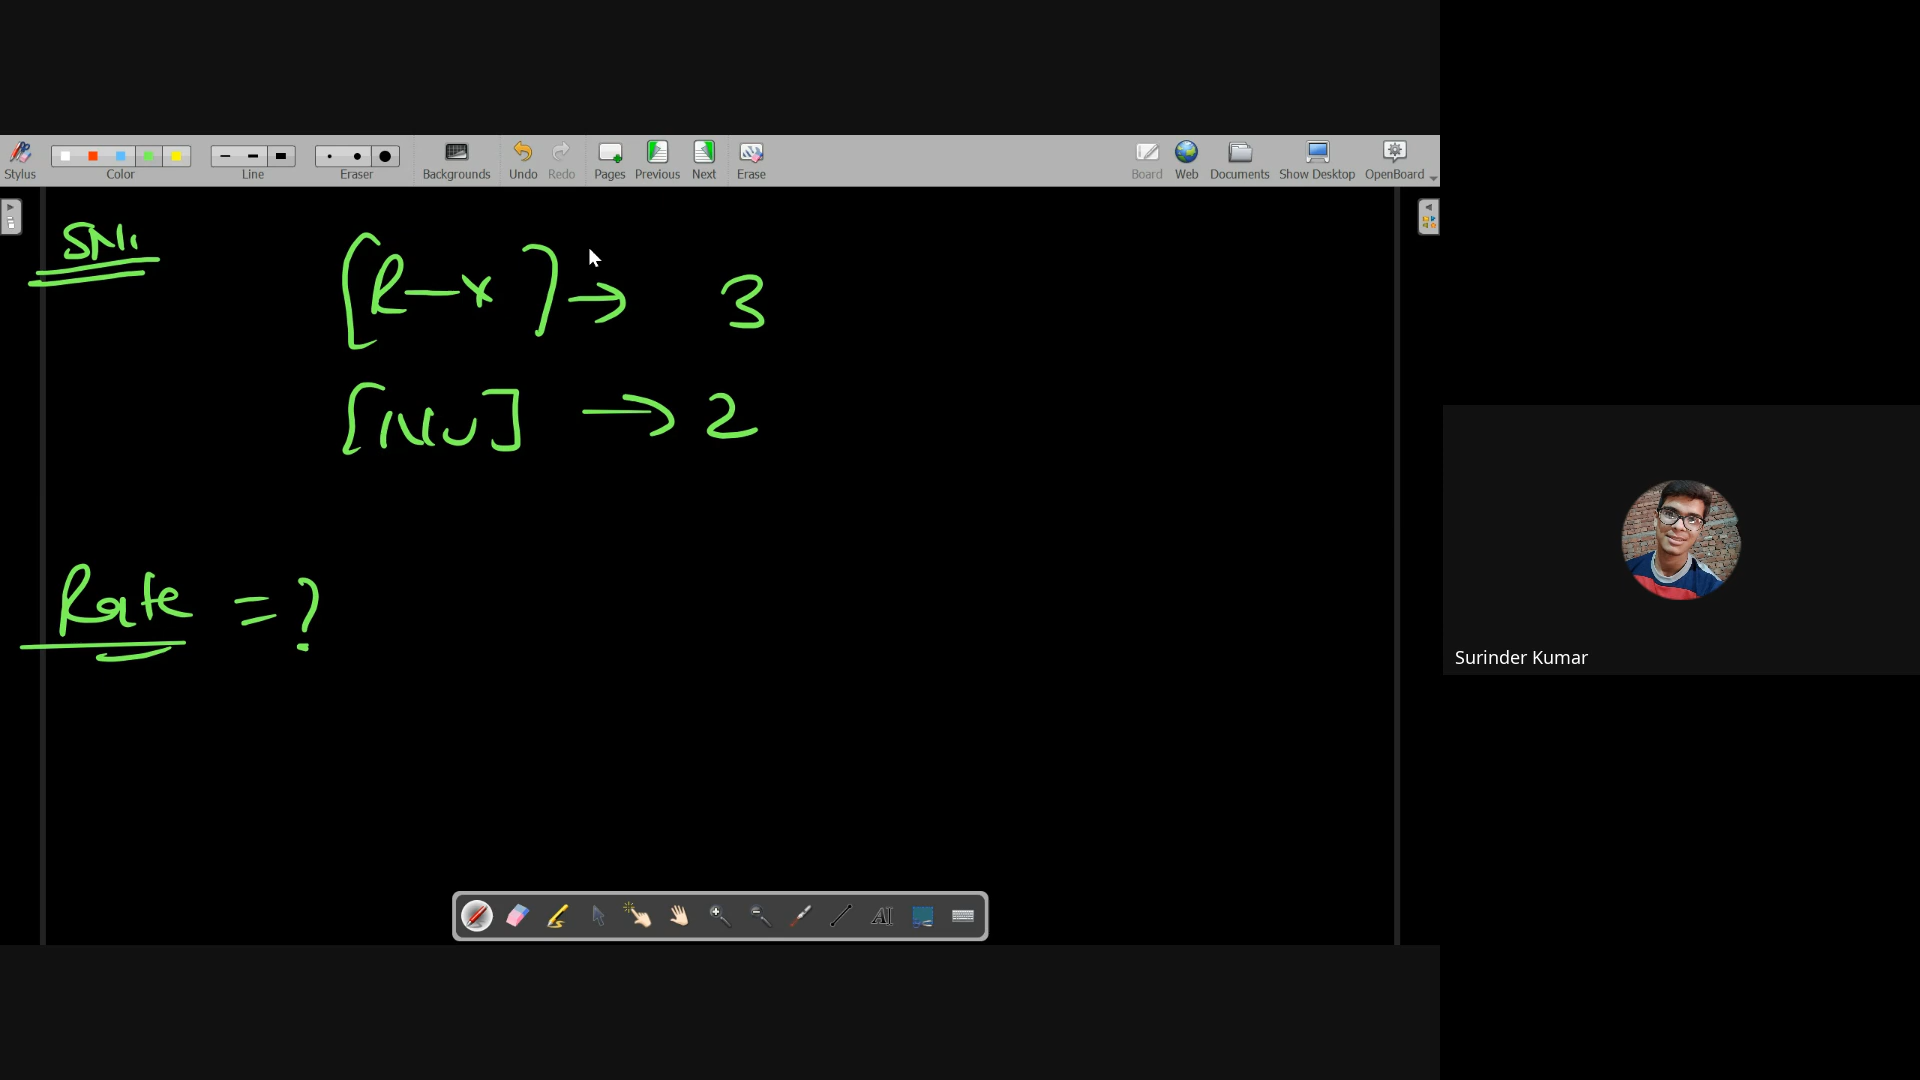 Stylus
Color
Line
Eraser
Backgrounds
Undo
Redo
Pages
Previous
Next
Erase
Board
Web
Documents
Show Desktop
OpenBoard
SN1
[R-x] → 3
[Nu] → 2
Rate = ?
Surinder Kumar
AI